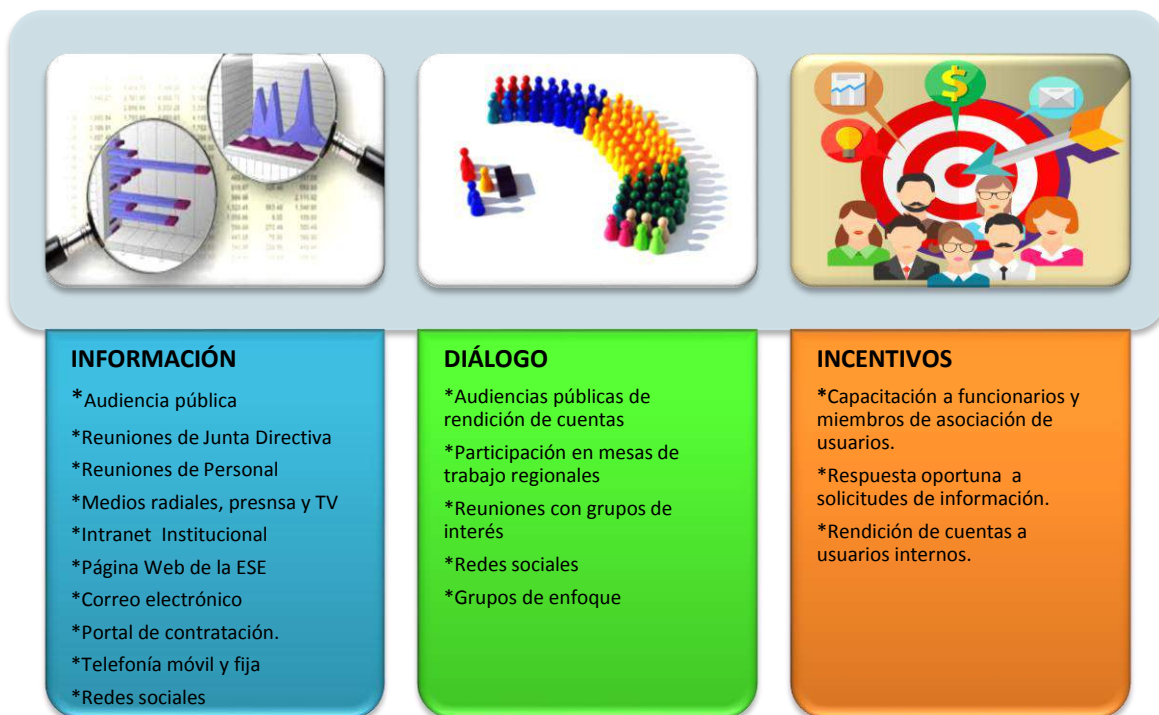 INFORMACIÓN
*Audiencia pública
*Reuniones de Junta Directiva
*Reuniones de Personal
*Medios radiales, presnsa y TV
*Intranet Institucional
*Página Web de la ESE
*Correo electrónico
*Portal de contratación.
*Telefonía móvil y fija
*Redes sociales
DIÁLOGO
*Audiencias públicas de
rendición de cuentas
*Participación en mesas de
trabajo regionales
*Reuniones con grupos de
interés
*Redes sociales
*Grupos de enfoque
INCENTIVOS
*Capacitación a funcionarios y
miembros de asociación de
usuarios.
*Respuesta oportuna a
solicitudes de información.
*Rendición de cuentas a
usuarios internos.